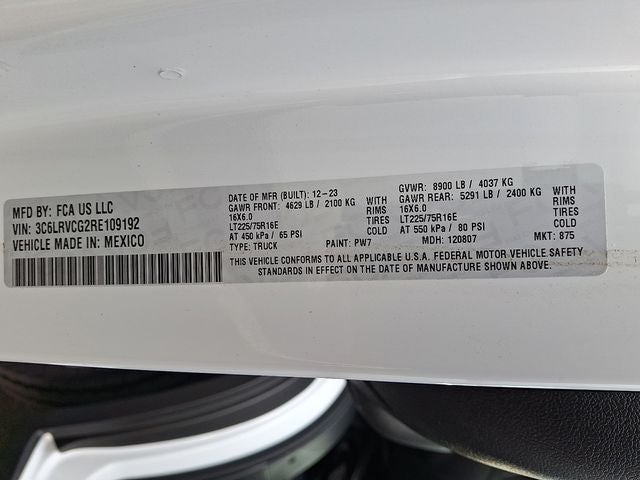 MFD BY: FCA US LLC
VIN: 3C6LRVCG2RE109192
VEHICLE MADE IN: MEXICO
DATE OF MFR (BUILT): 12-23
GAWR FRONT: 4629 LB / 2100 KG WITH
16X6.0 RIMS
LT225/75R16E TIRES
AT 450 kPa / 65 PSI COLD
TYPE: TRUCK PAINT: PW7
GVWR: 8900 LB / 4037 KG
GAWR REAR: 5291 LB / 2400 KG WITH
16X6.0 RIMS
LT225/75R16E TIRES
AT 550 kPa / 80 PSI COLD
MDH: 120807 MKT: 875
THIS VEHICLE CONFORMS TO ALL APPLICABLE U.S.A. FEDERAL MOTOR VEHICLE SAFETY
STANDARDS IN EFFECT ON THE DATE OF MANUFACTURE SHOWN ABOVE.